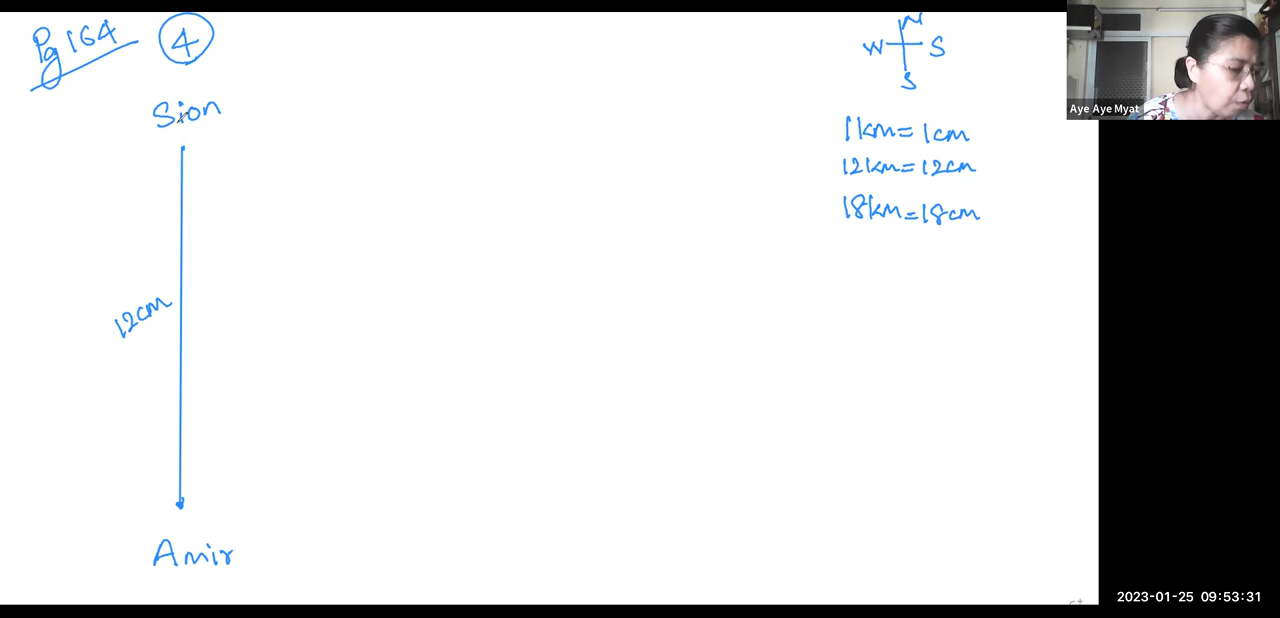 Pg 164 4
N
W S
S
Sion
1km = 1cm
12km = 12cm
18km = 18cm
12cm
Amir
Aye Aye Myat
2023-01-25 09:53:31